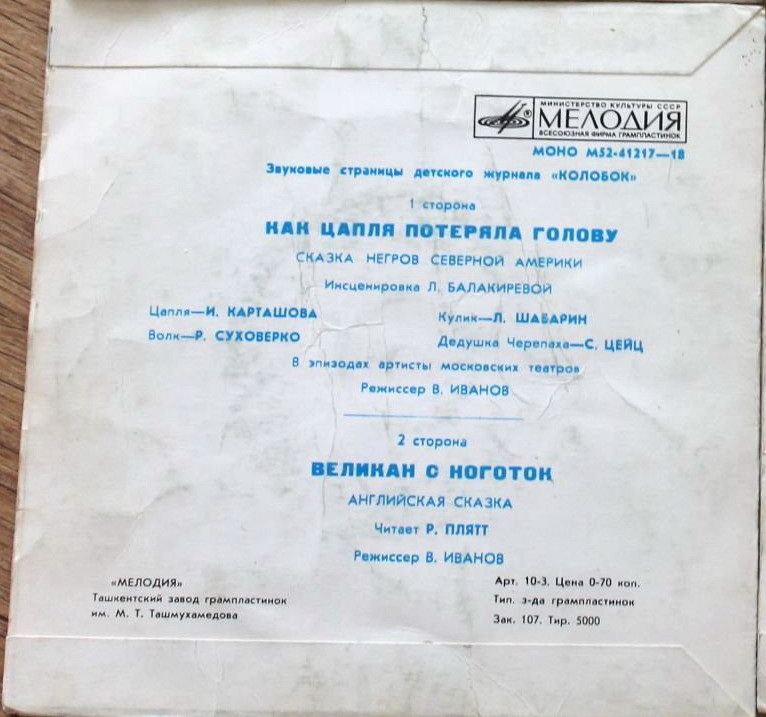 МИНИСТЕРСТВО КУЛЬТУРЫ СССР
МЕЛОДИЯ
ВСЕСОЮЗНАЯ ФИРМА ГРАМПЛАСТИНОК
МОНО М52-41217—18
Звуковые страницы детского журнала «КОЛОБОК»
1 сторона
КАК ЦАПЛЯ ПОТЕРЯЛА ГОЛОВУ
СКАЗКА НЕГРОВ СЕВЕРНОЙ АМЕРИКИ
Инсценировка Л. БАЛАКИРЕВОЙ
Цапля—И. КАРТАШОВА Кулик—Л. ШАБАРИН
Волк—Р. СУХОВЕРКО Дедушка Черепаха—С. ЦЕЙЦ
В эпизодах артисты московских театров
Режиссер В. ИВАНОВ
2 сторона
ВЕЛИКАН С НОГОТОК
АНГЛИЙСКАЯ СКАЗКА
Читает Р. ПЛЯТТ
Режиссер В. ИВАНОВ
«МЕЛОДИЯ» Арт. 10-3. Цена 0-70 коп.
Ташкентский завод грампластинок Тип. з-да грампластинок
им. М. Т. Ташмухамедова Зак. 107. Тир. 5000